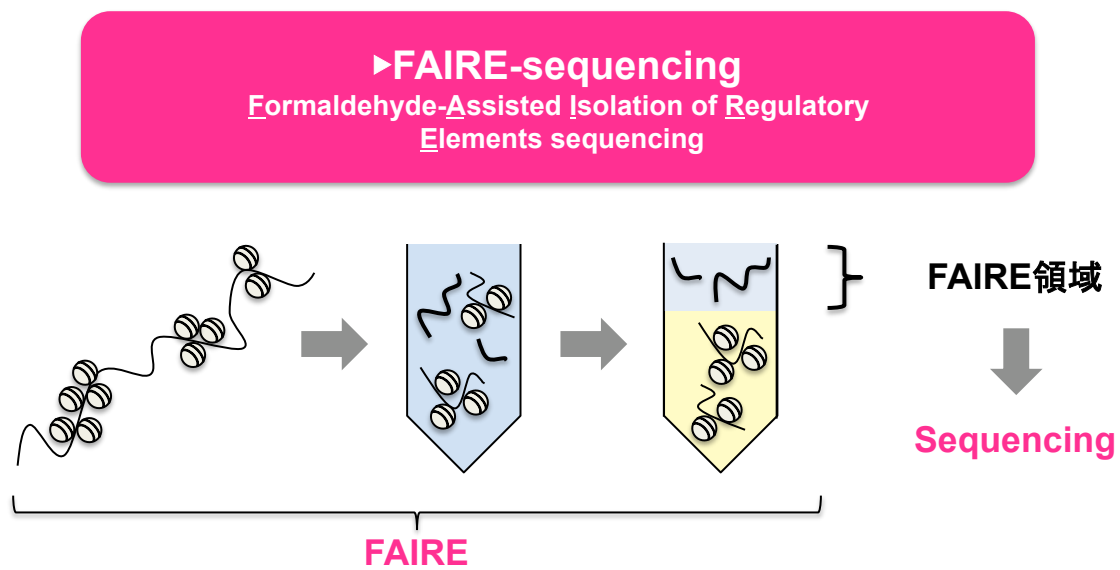 ▶FAIRE-sequencing
Formaldehyde-Assisted Isolation of Regulatory
Elements sequencing
FAIRE領域
Sequencing
FAIRE